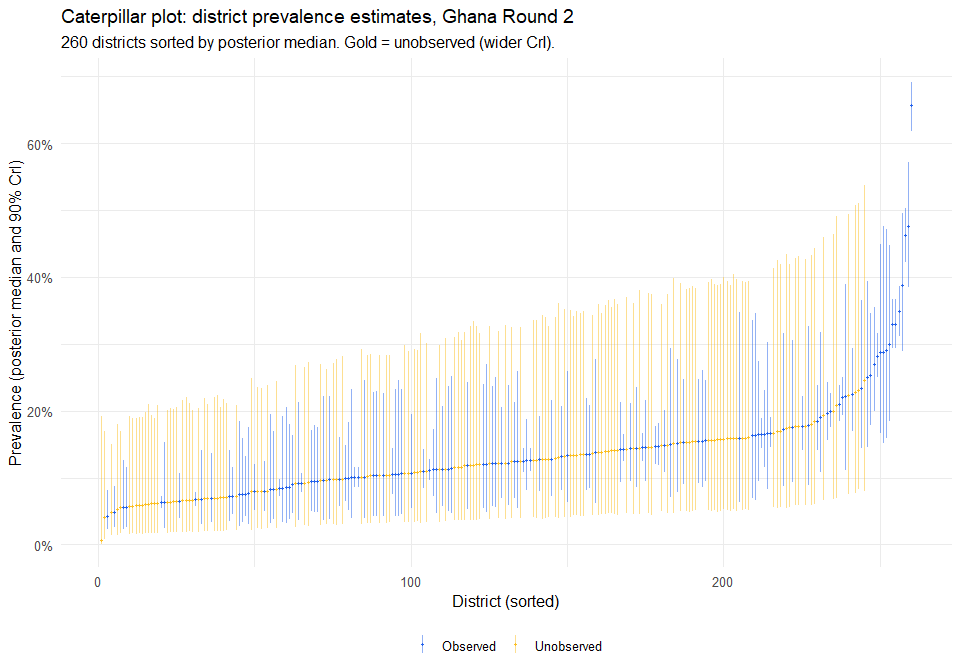 Caterpillar plot: district prevalence estimates, Ghana Round 2
260 districts sorted by posterior median. Gold = unobserved (wider CrI).
Prevalence (posterior median and 90% CrI)
60%
40%
20%
0%
0 100 200
District (sorted)
Observed Unobserved